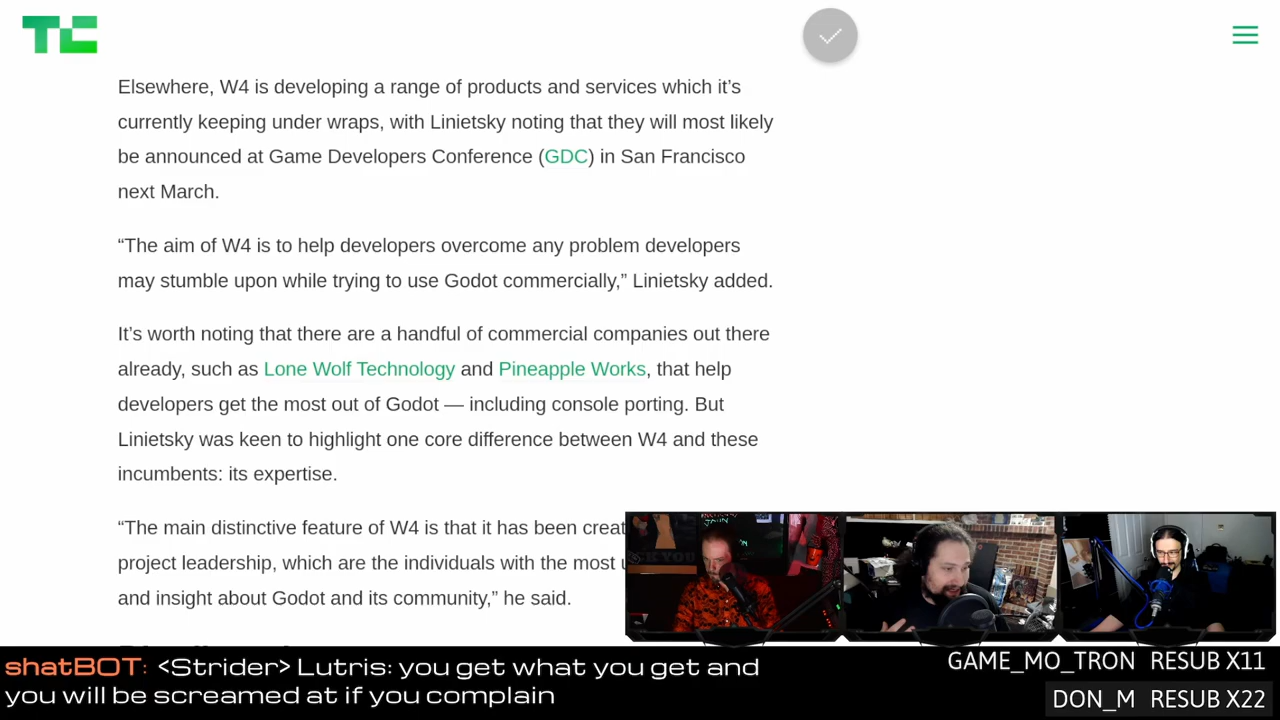 TC
Elsewhere, W4 is developing a range of products and services which it’s
currently keeping under wraps, with Linietsky noting that they will most likely
be announced at Game Developers Conference (GDC) in San Francisco
next March.
“The aim of W4 is to help developers overcome any problem developers
may stumble upon while trying to use Godot commercially,” Linietsky added.
It’s worth noting that there are a handful of commercial companies out there
already, such as Lone Wolf Technology and Pineapple Works, that help
developers get the most out of Godot — including console porting. But
Linietsky was keen to highlight one core difference between W4 and these
incumbents: its expertise.
“The main distinctive feature of W4 is that it has been creat
project leadership, which are the individuals with the most u
and insight about Godot and its community,” he said.
shatBOT: <Strider> Lutris: you get what you get and
you will be screamed at if you complain
GAME_MO_TRON RESUB X11
DON_M RESUB X22